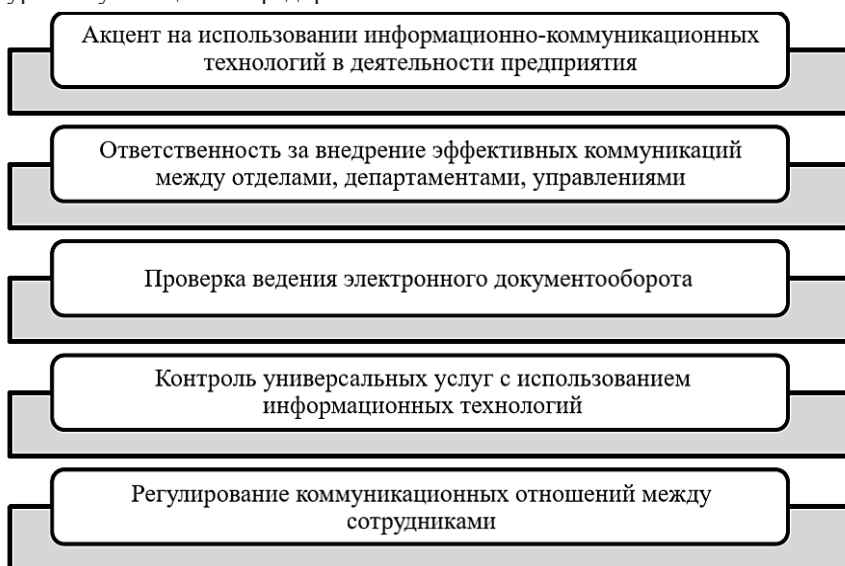 Акцент на использовании информационно-коммуникационных
технологий в деятельности предприятия
Ответственность за внедрение эффективных коммуникаций
между отделами, департаментами, управлениями
Проверка ведения электронного документооборота
Контроль универсальных услуг с использованием
информационных технологий
Регулирование коммуникационных отношений между
сотрудниками